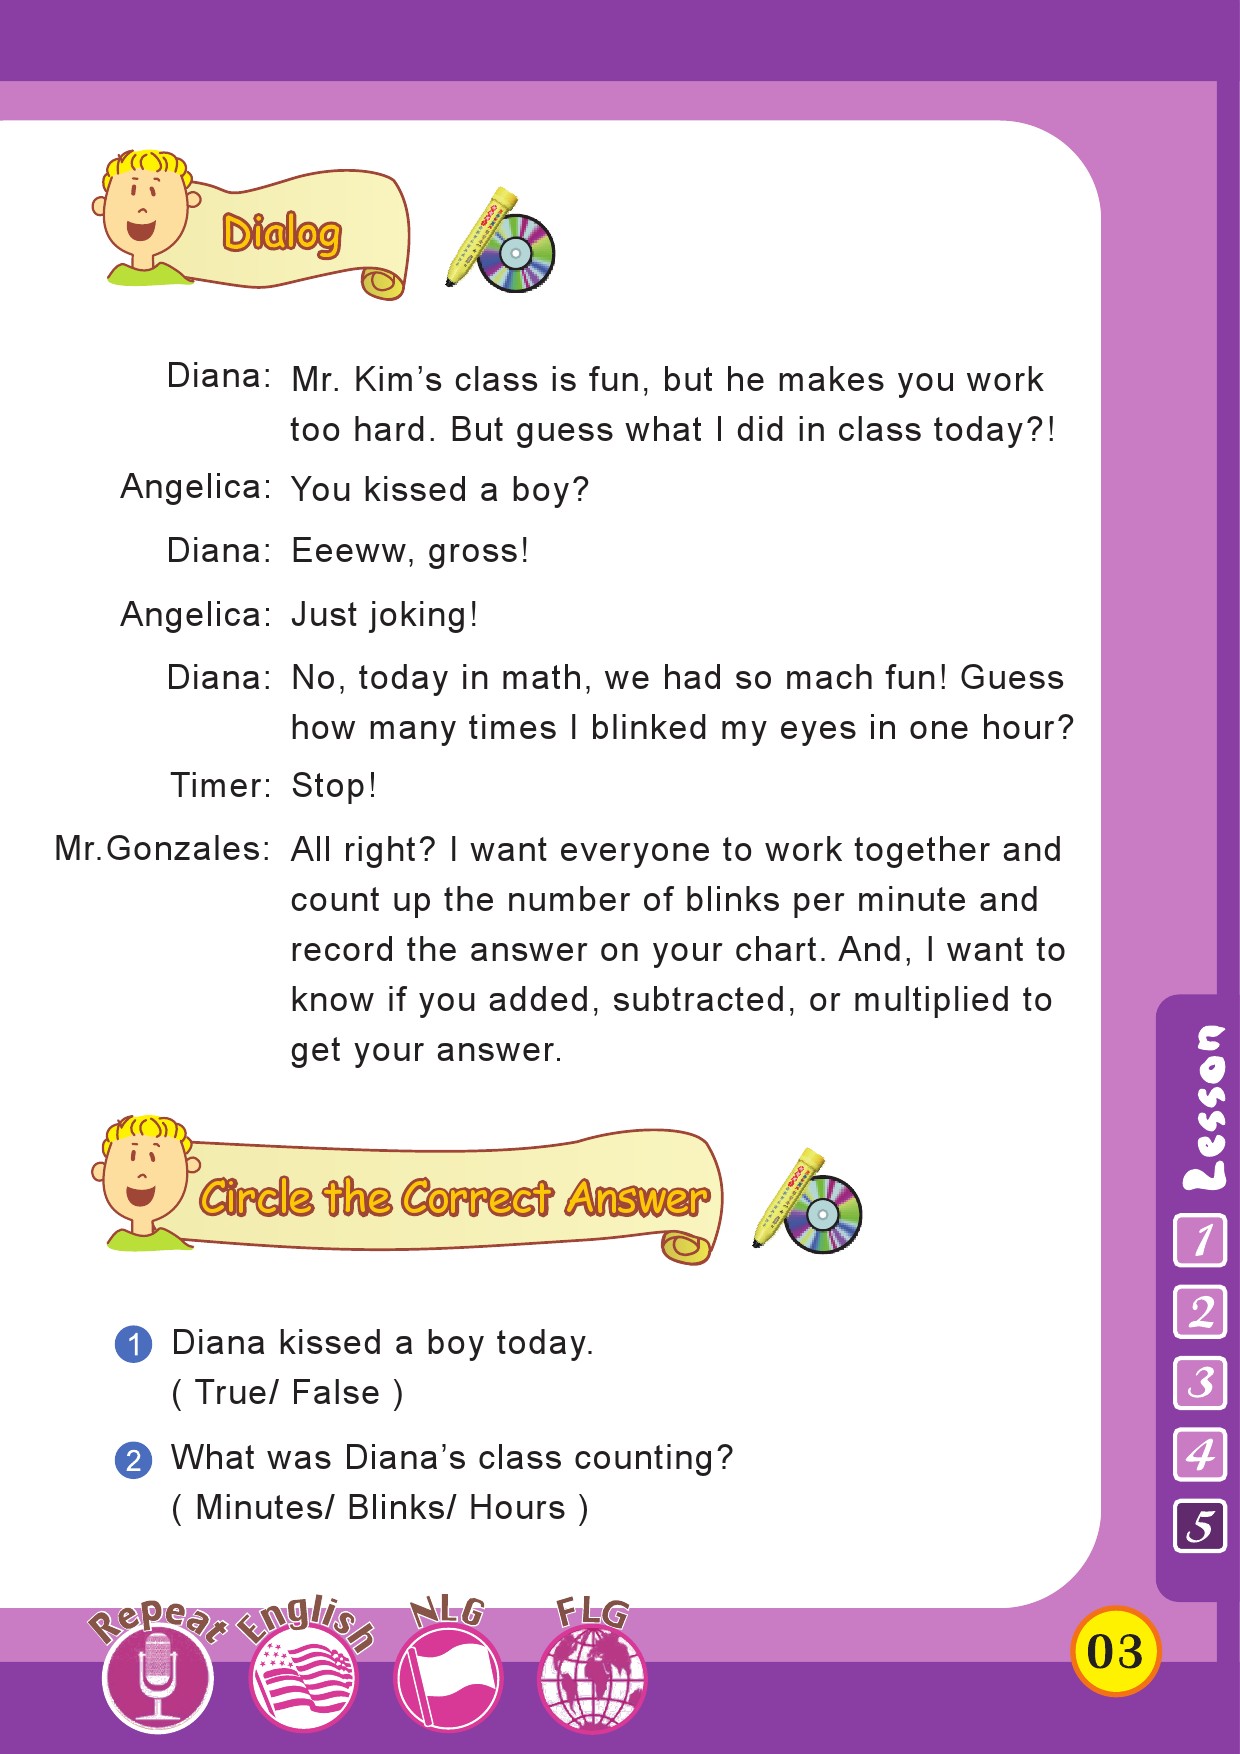 Dialog
Diana: Mr. Kim’s class is fun, but he makes you work
too hard. But guess what I did in class today?!
Angelica: You kissed a boy?
Diana: Eeeww, gross!
Angelica: Just joking!
Diana: No, today in math, we had so mach fun! Guess
how many times I blinked my eyes in one hour?
Timer: Stop!
Mr.Gonzales: All right? I want everyone to work together and
count up the number of blinks per minute and
record the answer on your chart. And, I want to
know if you added, subtracted, or multiplied to
get your answer.
Circle the Correct Answer
1 Diana kissed a boy today.
( True/ False )
2 What was Diana’s class counting?
( Minutes/ Blinks/ Hours )
Lesson
1
2
3
4
5
Repeat
English
NLG
FLG
03